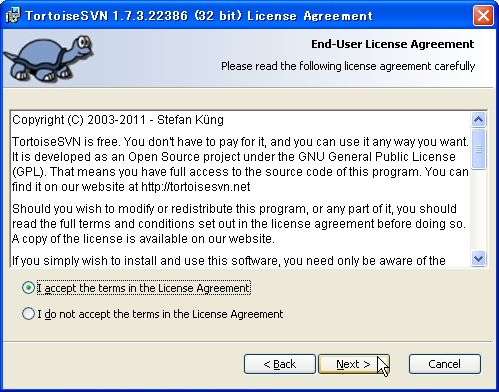 TortoiseSVN 1.7.3.22386 (32 bit) License Agreement
End-User License Agreement
Please read the following license agreement carefully
Copyright (C) 2003-2011 - Stefan Küng
TortoiseSVN is free. You don't have to pay for it, and you can use it any way you want.
It is developed as an Open Source project under the GNU General Public License
(GPL). That means you have full access to the source code of this program. You can
find it on our website at http://tortoisesvn.net
Should you wish to modify or redistribute this program, or any part of it, you should
read the full terms and conditions set out in the license agreement before doing so.
A copy of the license is available on our website.
If you simply wish to install and use this software, you need only be aware of the
I accept the terms in the License Agreement
I do not accept the terms in the License Agreement
< Back
Next >
Cancel